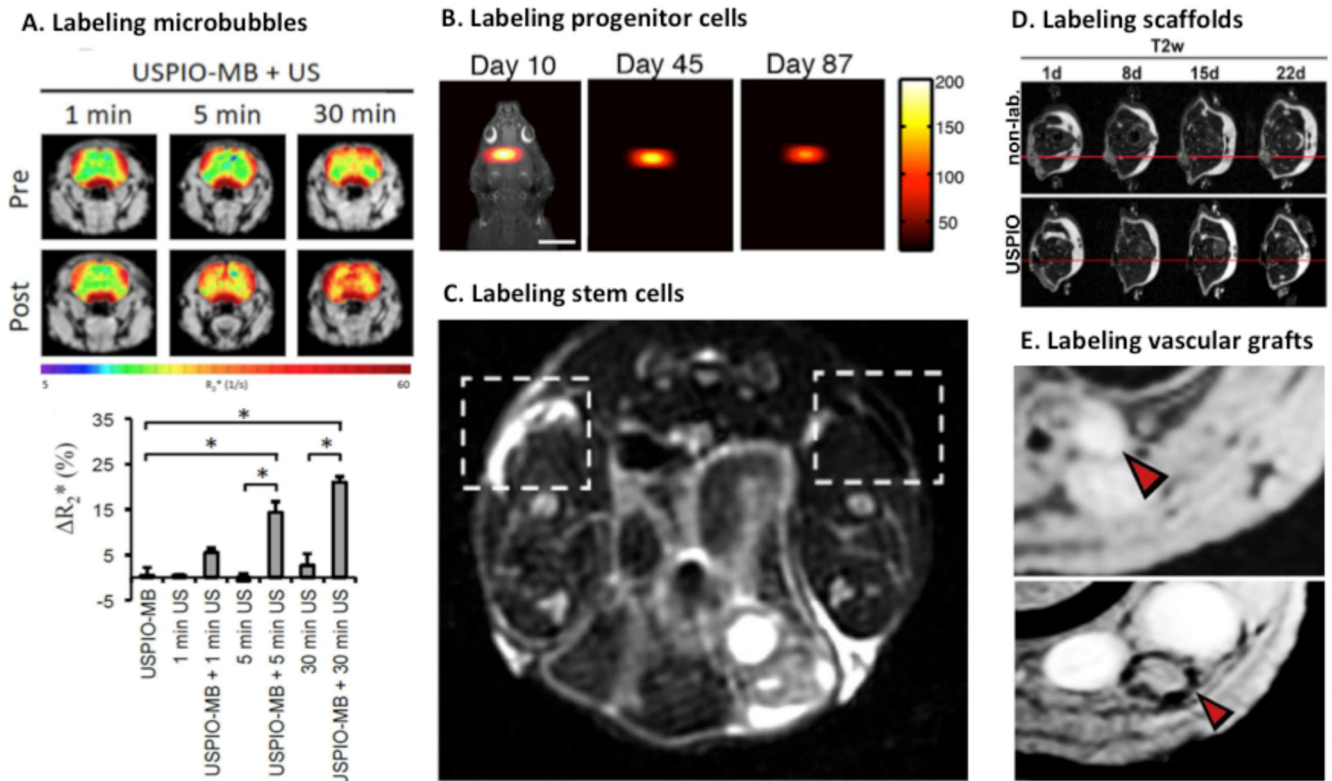 A. Labeling microbubbles
USPIO-MB + US
1 min 5 min 30 min
Pre
Post
5 R₂* (1/s) 60
ΔR₂* (%)
35
25
15
5
-5
* * * *
USPIO-MB
1 min US
USPIO-MB + 1 min US
5 min US
USPIO-MB + 5 min US
30 min US
USPIO-MB + 30 min US
B. Labeling progenitor cells
Day 10 Day 45 Day 87
200
150
100
50
C. Labeling stem cells
D. Labeling scaffolds
T2w
1d 8d 15d 22d
non-lab.
USPIO
E. Labeling vascular grafts